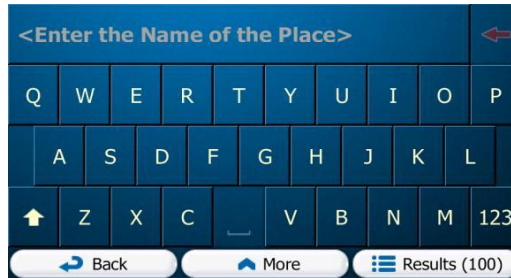 <Enter the Name of the Place>
Q W E R T Y U I O P
A S D F G H J K L
Z X C V B N M 123
Back More Results (100)